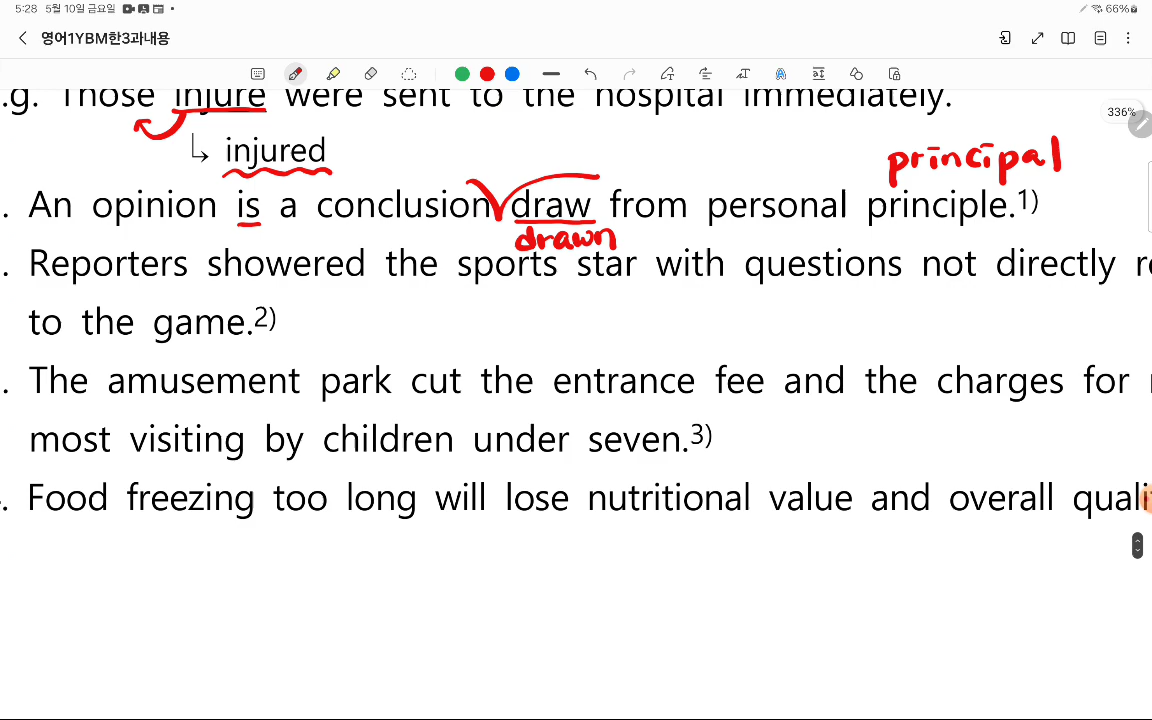 5:28 5월 10일 금요일 66%
영어1YBM한3과내용
.g. Those injure were sent to the hospital immediately.
336%
↳ injured
principal
. An opinion is a conclusion draw from personal principle.1)
drawn
. Reporters showered the sports star with questions not directly
to the game.2)
. The amusement park cut the entrance fee and the charges for
most visiting by children under seven.3)
. Food freezing too long will lose nutritional value and overall